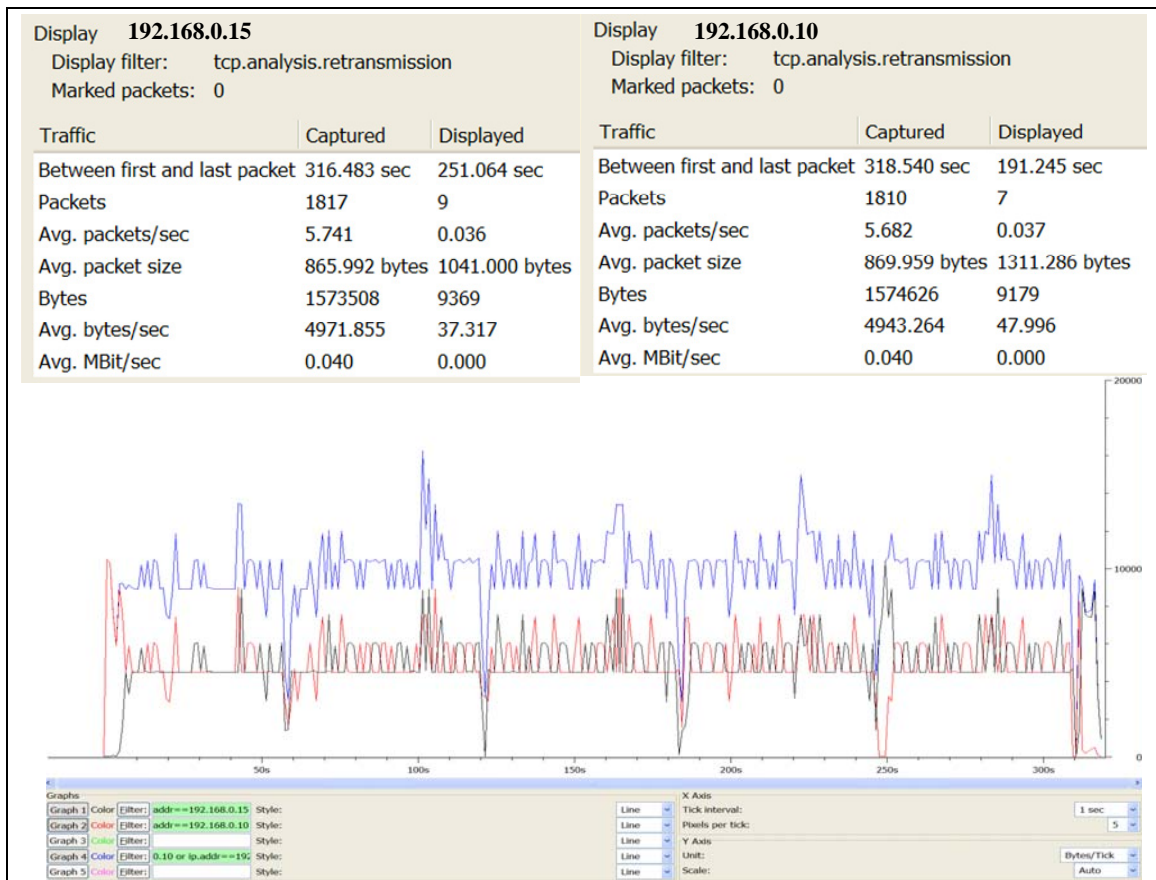 Display 192.168.0.15
Display filter: tcp.analysis.retransmission
Marked packets: 0
Traffic Captured Displayed
Between first and last packet 316.483 sec 251.064 sec
Packets 1817 9
Avg. packets/sec 5.741 0.036
Avg. packet size 865.992 bytes 1041.000 bytes
Bytes 1573508 9369
Avg. bytes/sec 4971.855 37.317
Avg. MBit/sec 0.040 0.000
Display 192.168.0.10
Display filter: tcp.analysis.retransmission
Marked packets: 0
Traffic Captured Displayed
Between first and last packet 318.540 sec 191.245 sec
Packets 1810 7
Avg. packets/sec 5.682 0.037
Avg. packet size 869.959 bytes 1311.286 bytes
Bytes 1574626 9179
Avg. bytes/sec 4943.264 47.996
Avg. MBit/sec 0.040 0.000
20000
10000
0
50s 100s 150s 200s 250s 300s
Graphs
Graph 1 Color Filter: addr==192.168.0.15 Style: Line
Graph 2 Color Filter: addr==192.168.0.10 Style: Line
Graph 3 Color Filter: Style: Line
Graph 4 Color Filter: 0.10 or ip.addr==192 Style: Line
Graph 5 Color Filter: Style: Line
X Axis
Tick interval: 1 sec
Pixels per tick: 5
Y Axis
Unit: Bytes/Tick
Scale: Auto